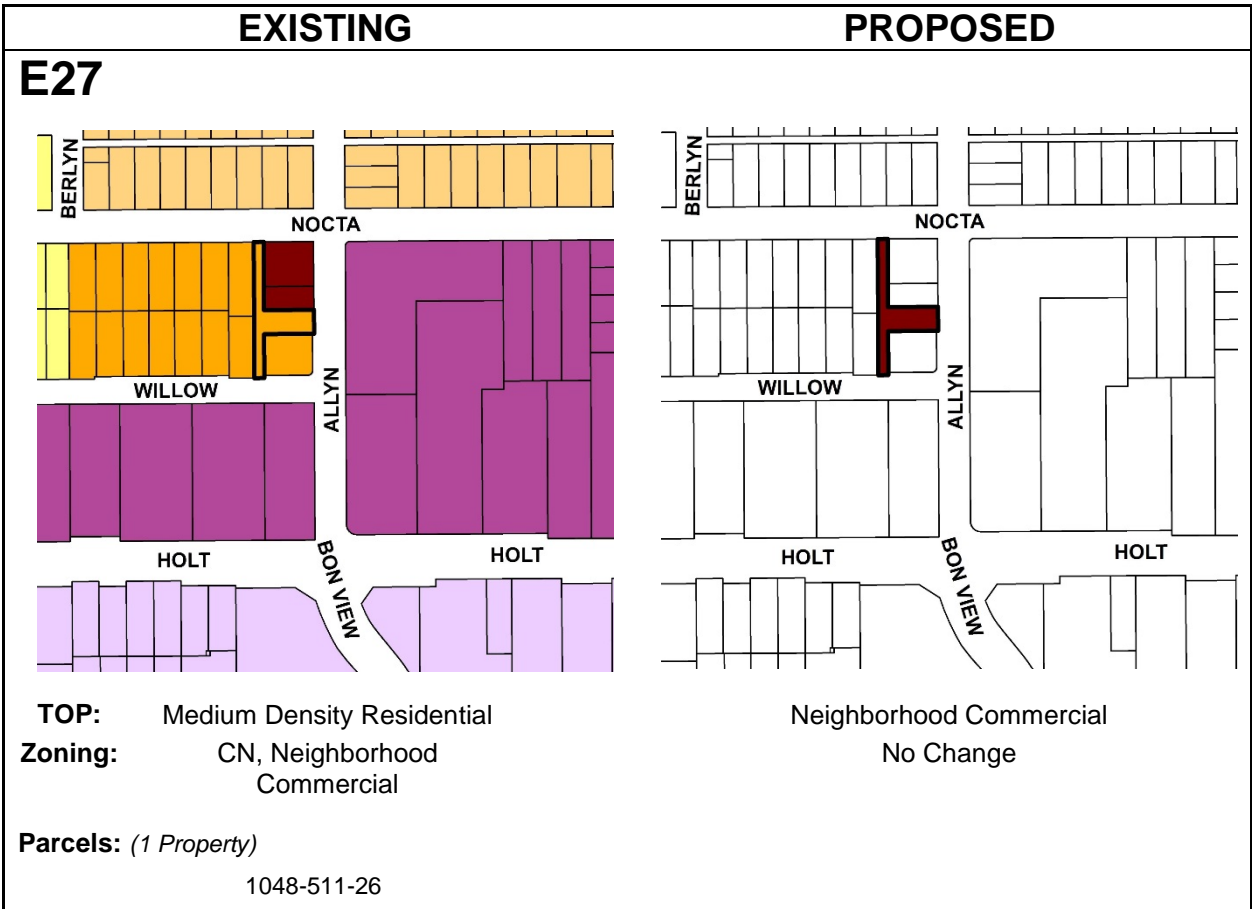 EXISTING PROPOSED
E27
BERLYN
NOCTA
WILLOW
ALLYN
HOLT
BON VIEW
HOLT
BERLYN
NOCTA
WILLOW
ALLYN
HOLT
BON VIEW
HOLT
TOP: Medium Density Residential Neighborhood Commercial
Zoning: CN, Neighborhood No Change
Commercial
Parcels: (1 Property)
1048-511-26